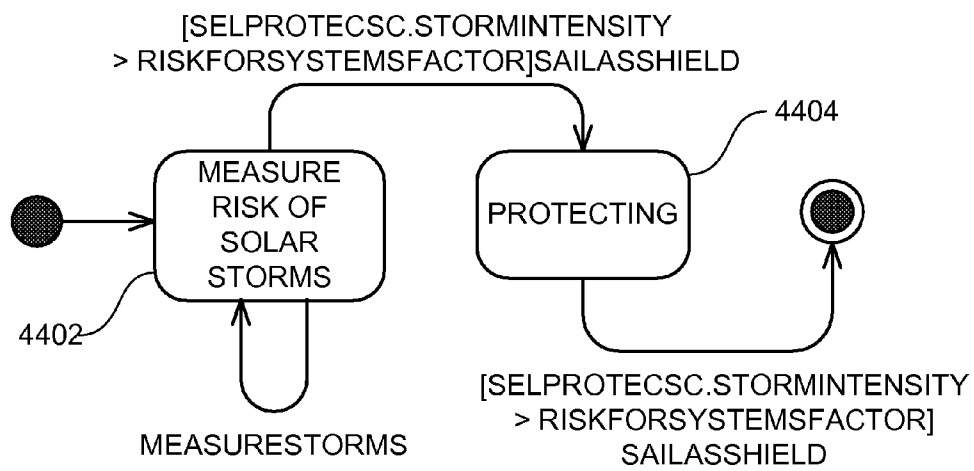 [SELPROTECSC.STORMINTENSITY
> RISKFORSYSTEMSFACTOR]SAILASSHIELD
4404
MEASURE
RISK OF
SOLAR
STORMS
PROTECTING
4402
MEASURESTORMS
[SELPROTECSC.STORMINTENSITY
> RISKFORSYSTEMSFACTOR]
SAILASSHIELD